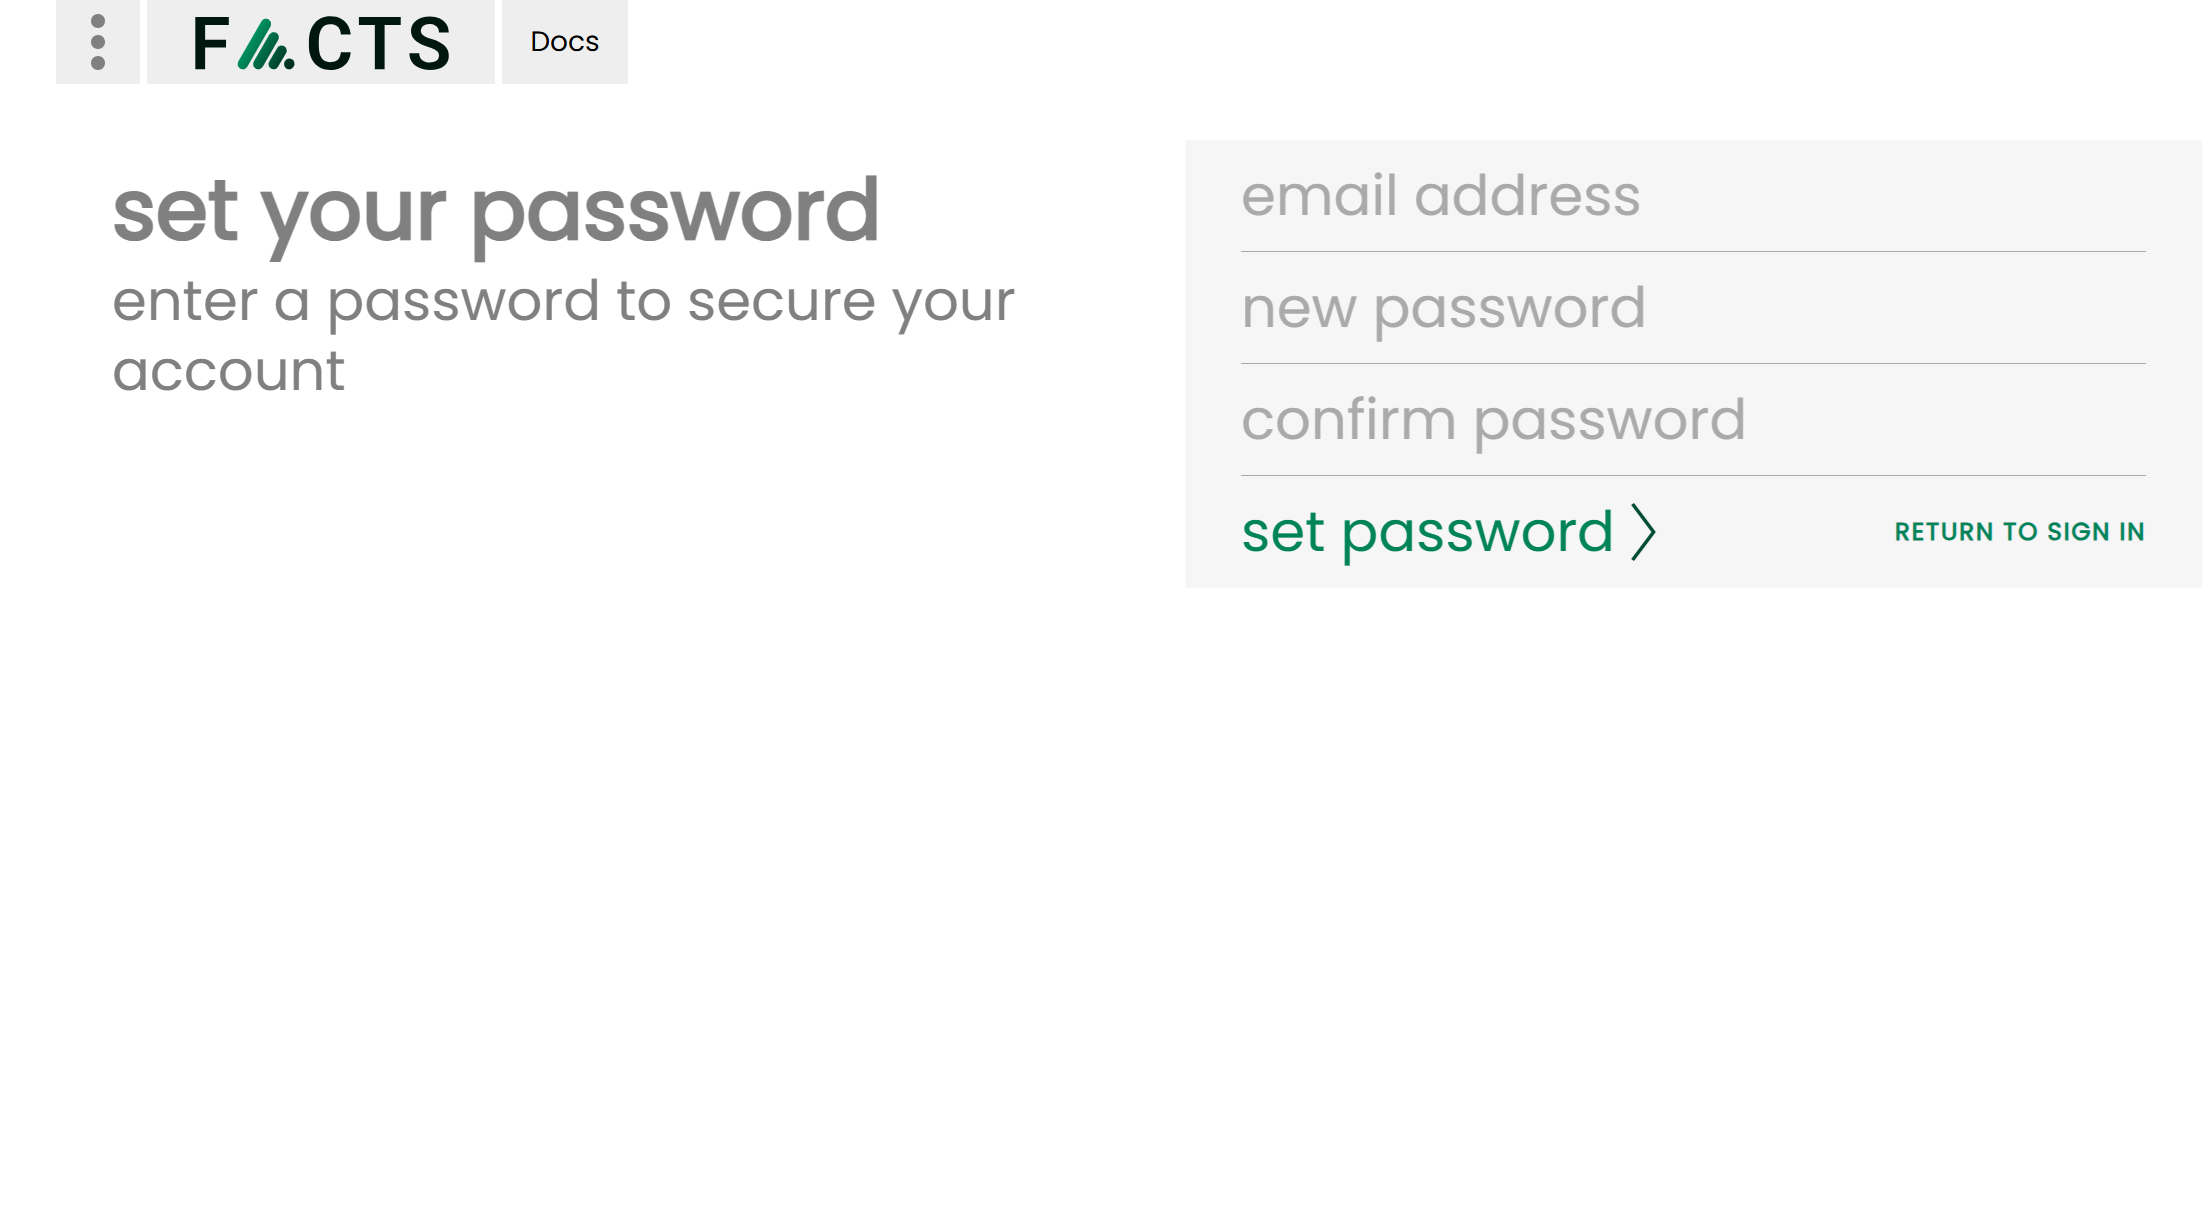 FACTS
Docs
set your password
enter a password to secure your
account
email address
new password
confirm password
set password
RETURN TO SIGN IN